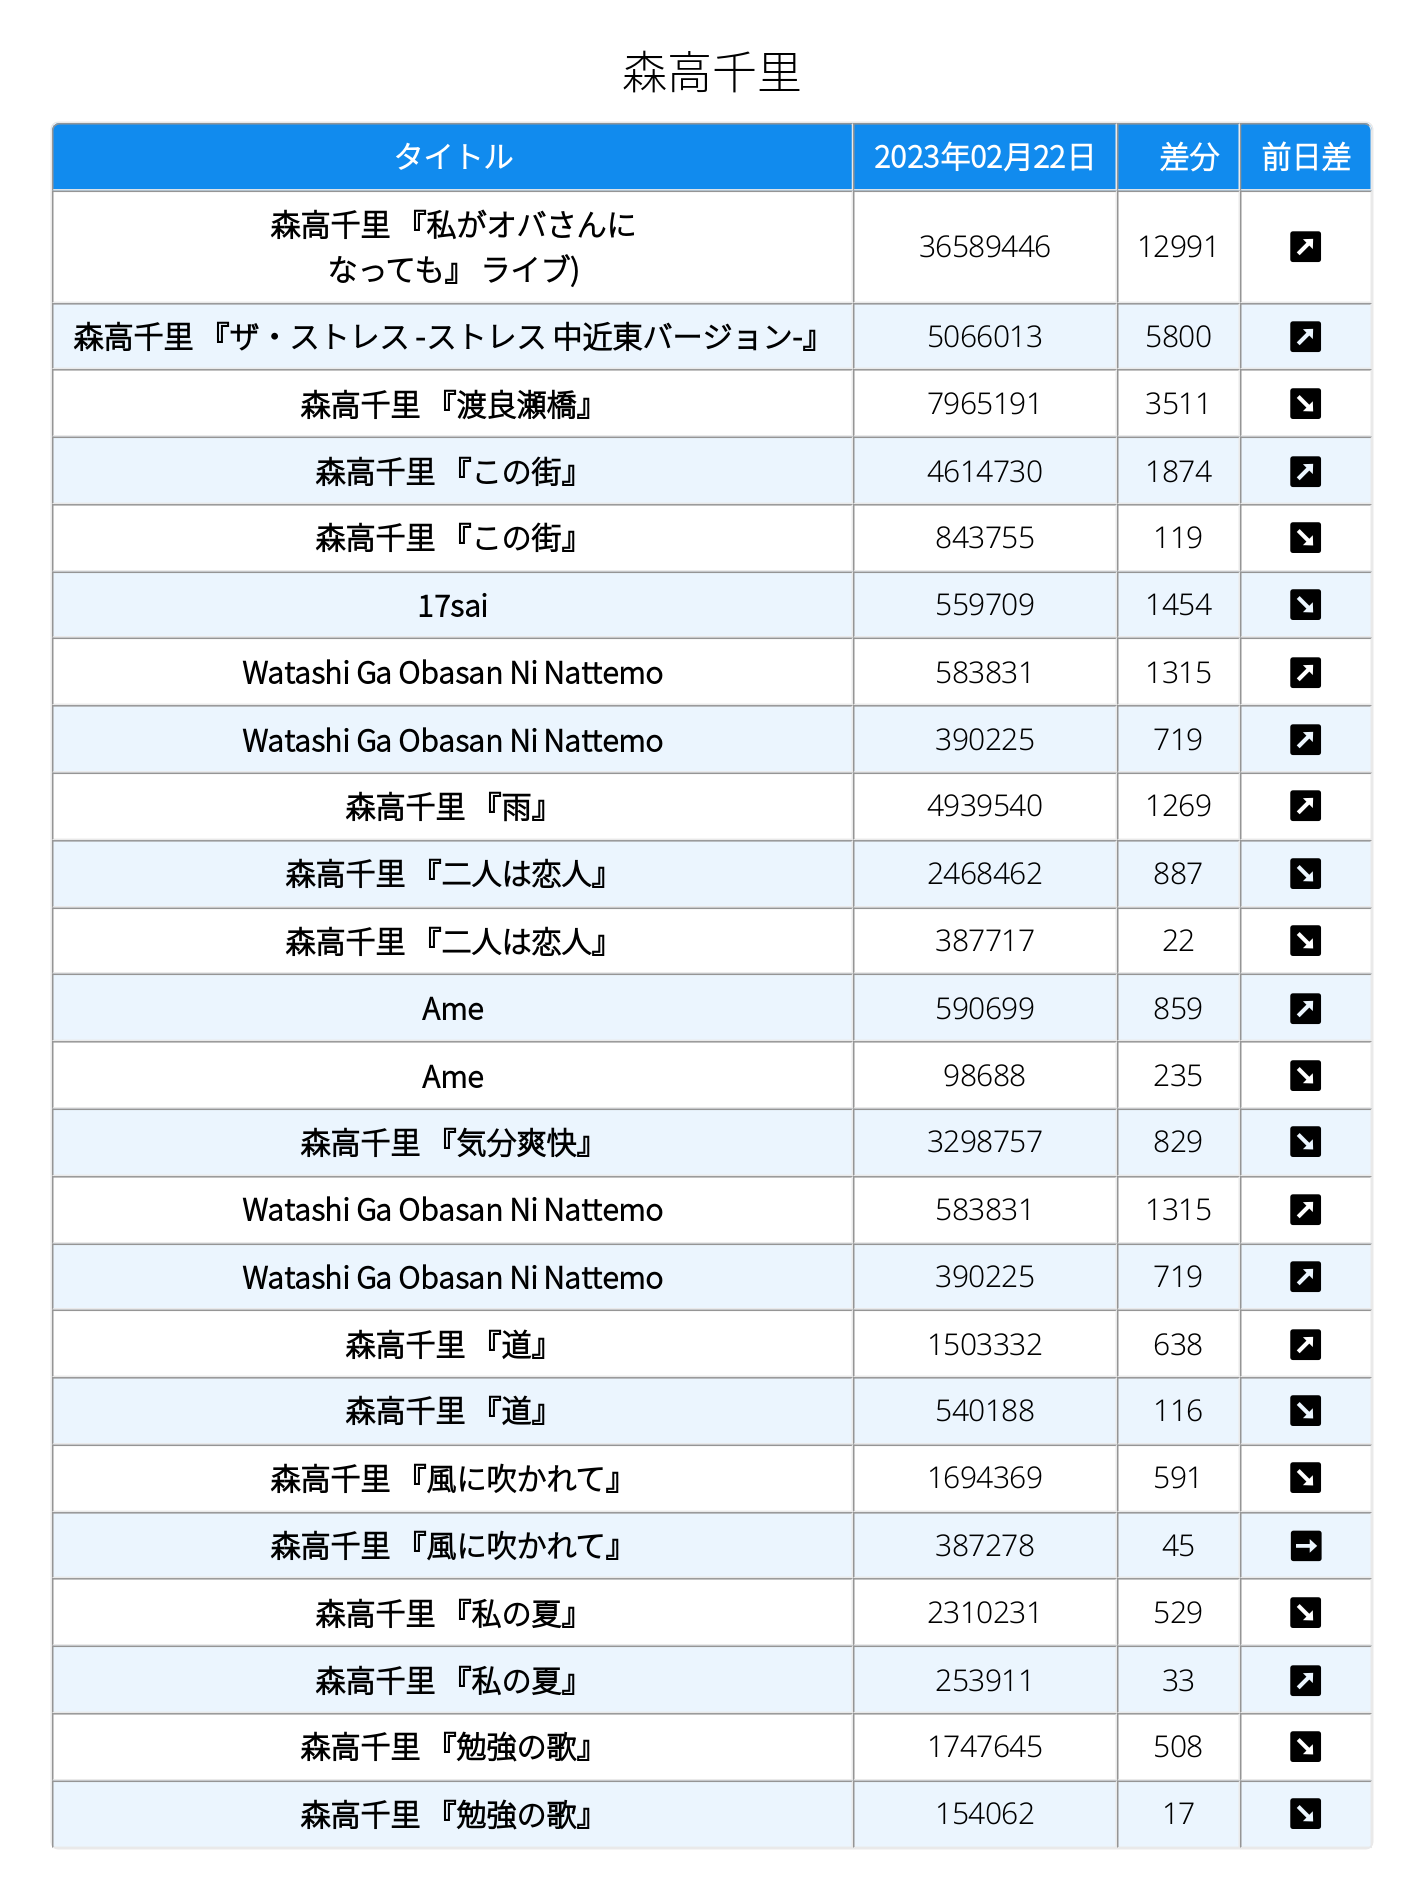 森高千里
タイトル 2023年02月22日 差分 前日差
森高千里 『私がオバさんに
なっても』 ライブ) 36589446 12991 ↗
森高千里 『ザ・ストレス -ストレス 中近東バージョン-』 5066013 5800 ↗
森高千里 『渡良瀬橋』 7965191 3511 ↘
森高千里 『この街』 4614730 1874 ↗
森高千里 『この街』 843755 119 ↘
17sai 559709 1454 ↘
Watashi Ga Obasan Ni Nattemo 583831 1315 ↗
Watashi Ga Obasan Ni Nattemo 390225 719 ↗
森高千里 『雨』 4939540 1269 ↗
森高千里 『二人は恋人』 2468462 887 ↘
森高千里 『二人は恋人』 387717 22 ↘
Ame 590699 859 ↗
Ame 98688 235 ↘
森高千里 『気分爽快』 3298757 829 ↘
Watashi Ga Obasan Ni Nattemo 583831 1315 ↗
Watashi Ga Obasan Ni Nattemo 390225 719 ↗
森高千里 『道』 1503332 638 ↗
森高千里 『道』 540188 116 ↘
森高千里 『風に吹かれて』 1694369 591 ↘
森高千里 『風に吹かれて』 387278 45 →
森高千里 『私の夏』 2310231 529 ↘
森高千里 『私の夏』 253911 33 ↗
森高千里 『勉強の歌』 1747645 508 ↘
森高千里 『勉強の歌』 154062 17 ↘